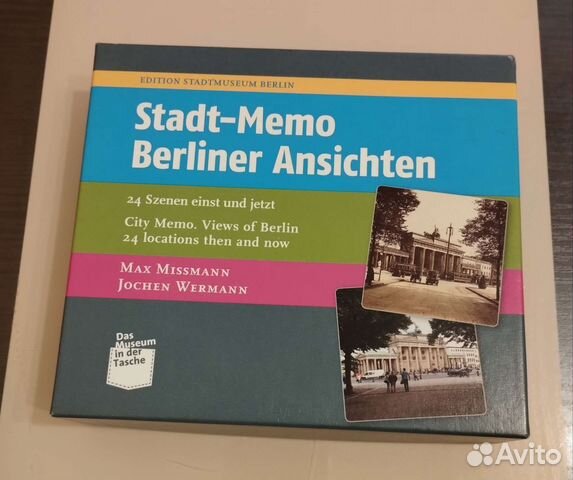 EDITION STADTMUSEUM BERLIN
Stadt-Memo
Berliner Ansichten
24 Szenen einst und jetzt
City Memo. Views of Berlin
24 locations then and now
MAX MISSMANN
JOCHEN WERMANN
Das
Museum
in der
Tasche
Avito